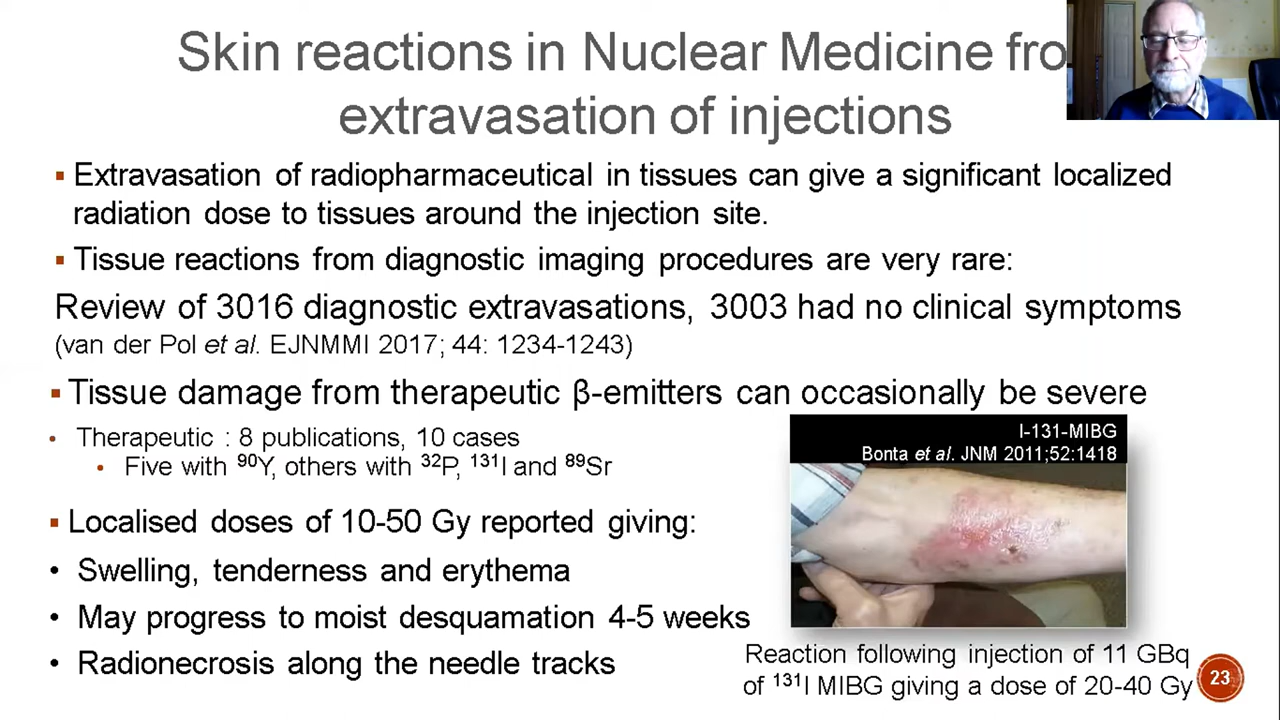 Skin reactions in Nuclear Medicine fro
extravasation of injections
▪ Extravasation of radiopharmaceutical in tissues can give a significant localized
radiation dose to tissues around the injection site.
▪ Tissue reactions from diagnostic imaging procedures are very rare:
Review of 3016 diagnostic extravasations, 3003 had no clinical symptoms
(van der Pol et al. EJNMMI 2017; 44: 1234-1243)
▪ Tissue damage from therapeutic β-emitters can occasionally be severe
• Therapeutic : 8 publications, 10 cases
• Five with ⁹⁰Y, others with ³²P, ¹³¹I and ⁸⁹Sr
I-131-MIBG
Bonta et al. JNM 2011;52:1418
▪ Localised doses of 10-50 Gy reported giving:
• Swelling, tenderness and erythema
• May progress to moist desquamation 4-5 weeks
• Radionecrosis along the needle tracks
Reaction following injection of 11 GBq
of ¹³¹I MIBG giving a dose of 20-40 Gy
23